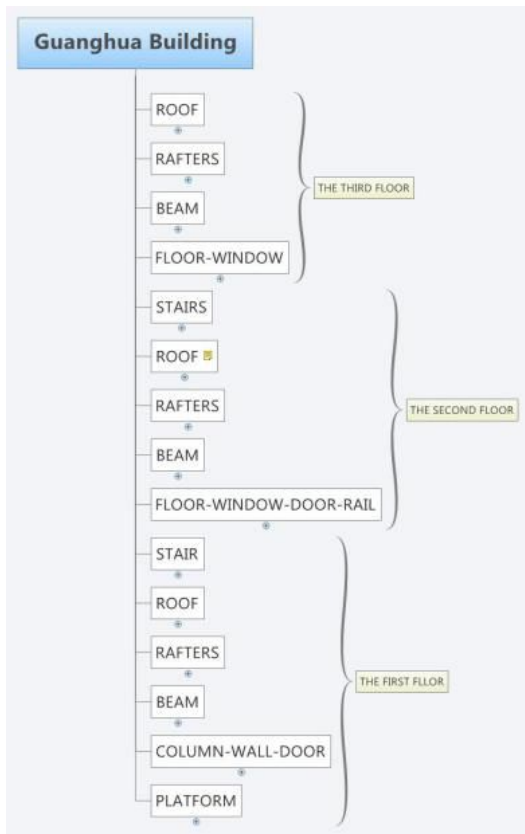 Guanghua Building
ROOF
RAFTERS
BEAM
FLOOR-WINDOW
THE THIRD FLOOR
STAIRS
ROOF
RAFTERS
BEAM
FLOOR-WINDOW-DOOR-RAIL
THE SECOND FLOOR
STAIR
ROOF
RAFTERS
BEAM
COLUMN-WALL-DOOR
PLATFORM
THE FIRST FLLOR